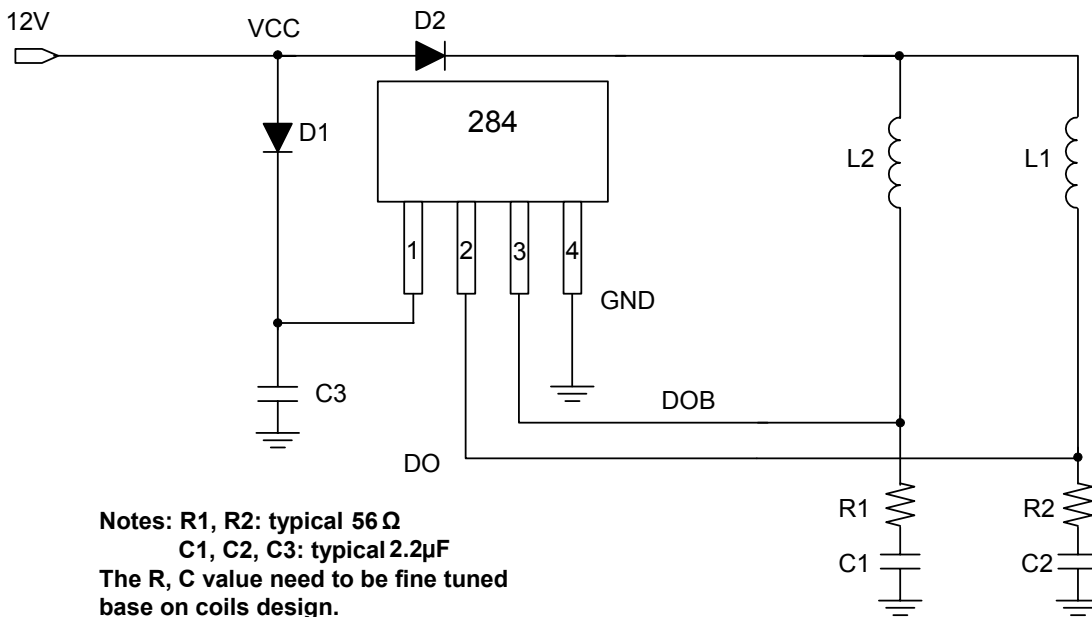 12V
VCC
D2
284
D1
L2
L1
1
2
3
4
GND
C3
DOB
DO
R1
R2
C1
C2
Notes: R1, R2: typical 56 Ω
C1, C2, C3: typical 2.2µF
The R, C value need to be fine tuned
base on coils design.